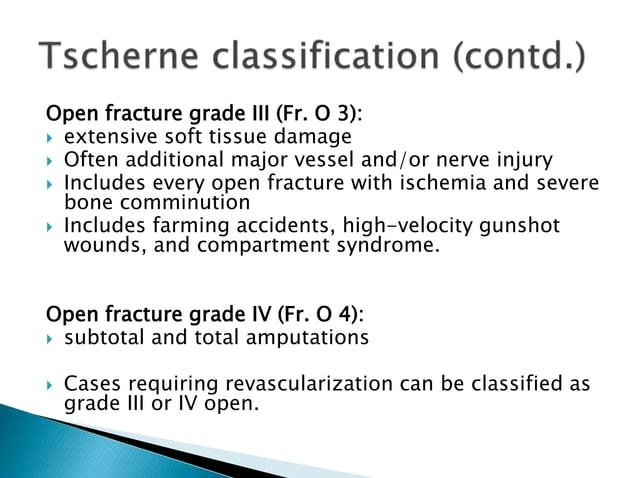 Tscherne classification (contd.)
Open fracture grade III (Fr. O 3):
extensive soft tissue damage
Often additional major vessel and/or nerve injury
Includes every open fracture with ischemia and severe
bone comminution
Includes farming accidents, high-velocity gunshot
wounds, and compartment syndrome.
Open fracture grade IV (Fr. O 4):
subtotal and total amputations
Cases requiring revascularization can be classified as
grade III or IV open.